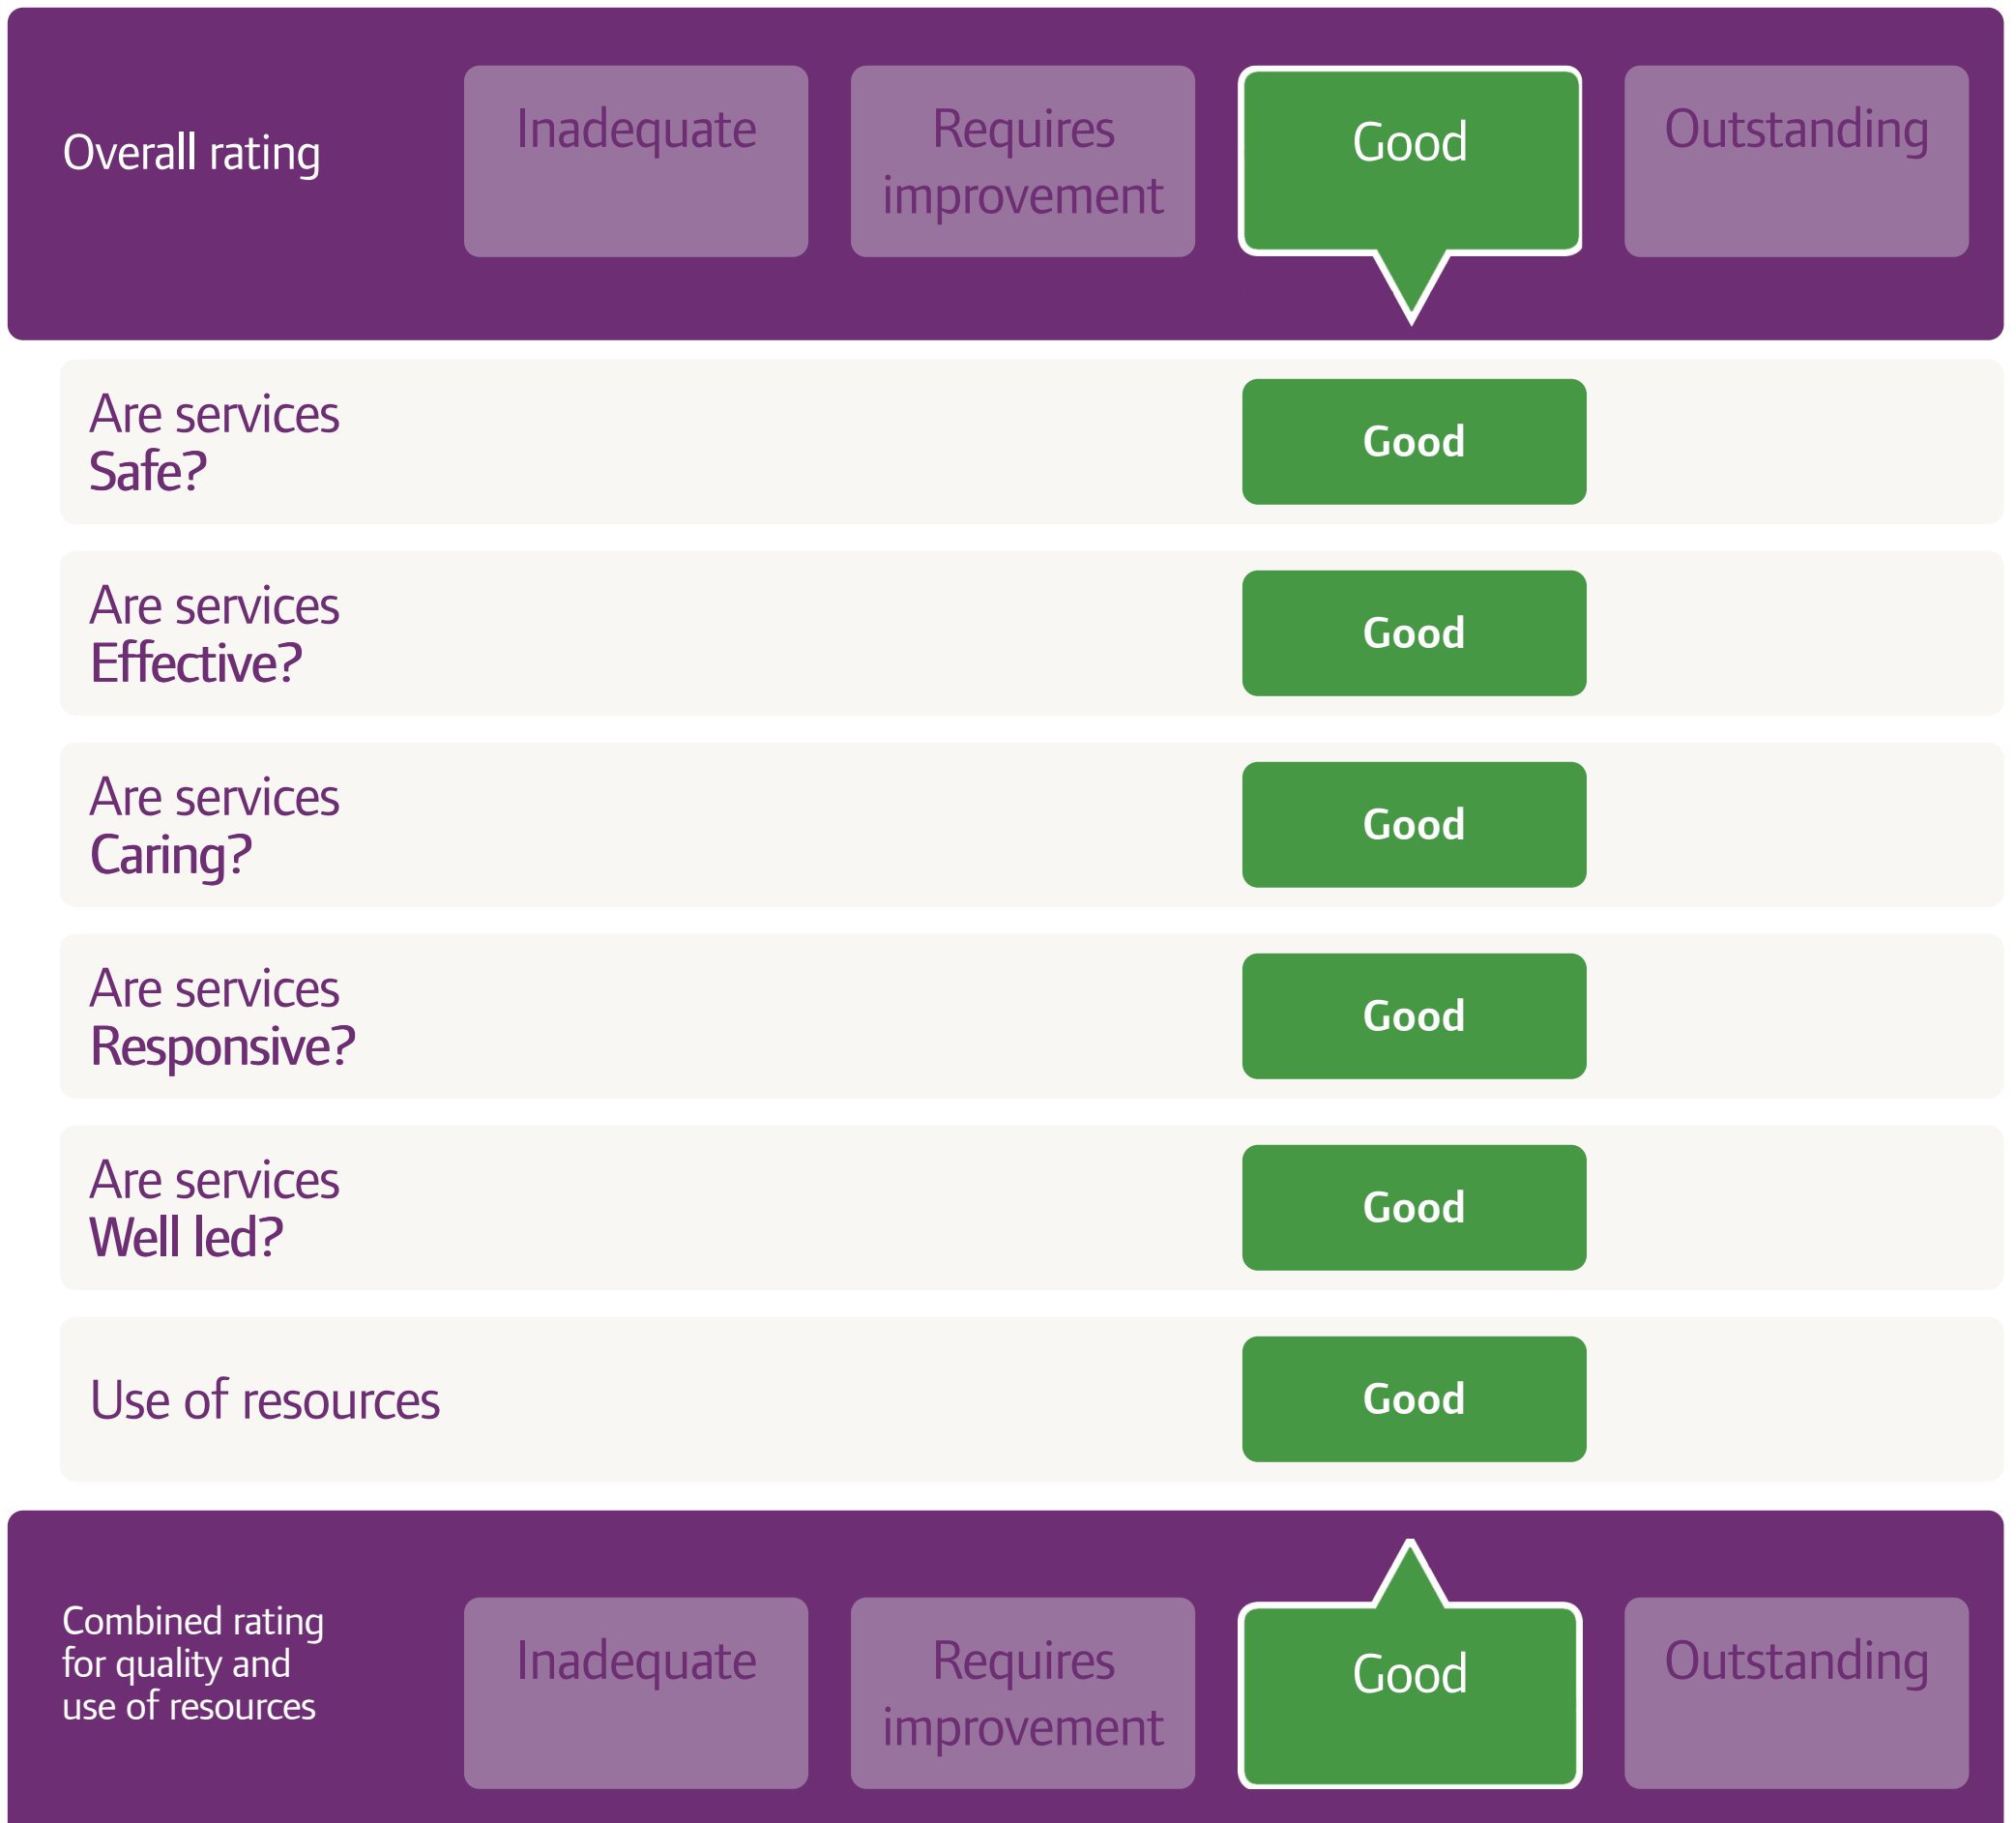 Overall rating
Inadequate
Requires
improvement
Good
Outstanding
Are services
Safe?
Good
Are services
Effective?
Good
Are services
Caring?
Good
Are services
Responsive?
Good
Are services
Well led?
Good
Use of resources
Good
Combined rating
for quality and
use of resources
Inadequate
Requires
improvement
Good
Outstanding